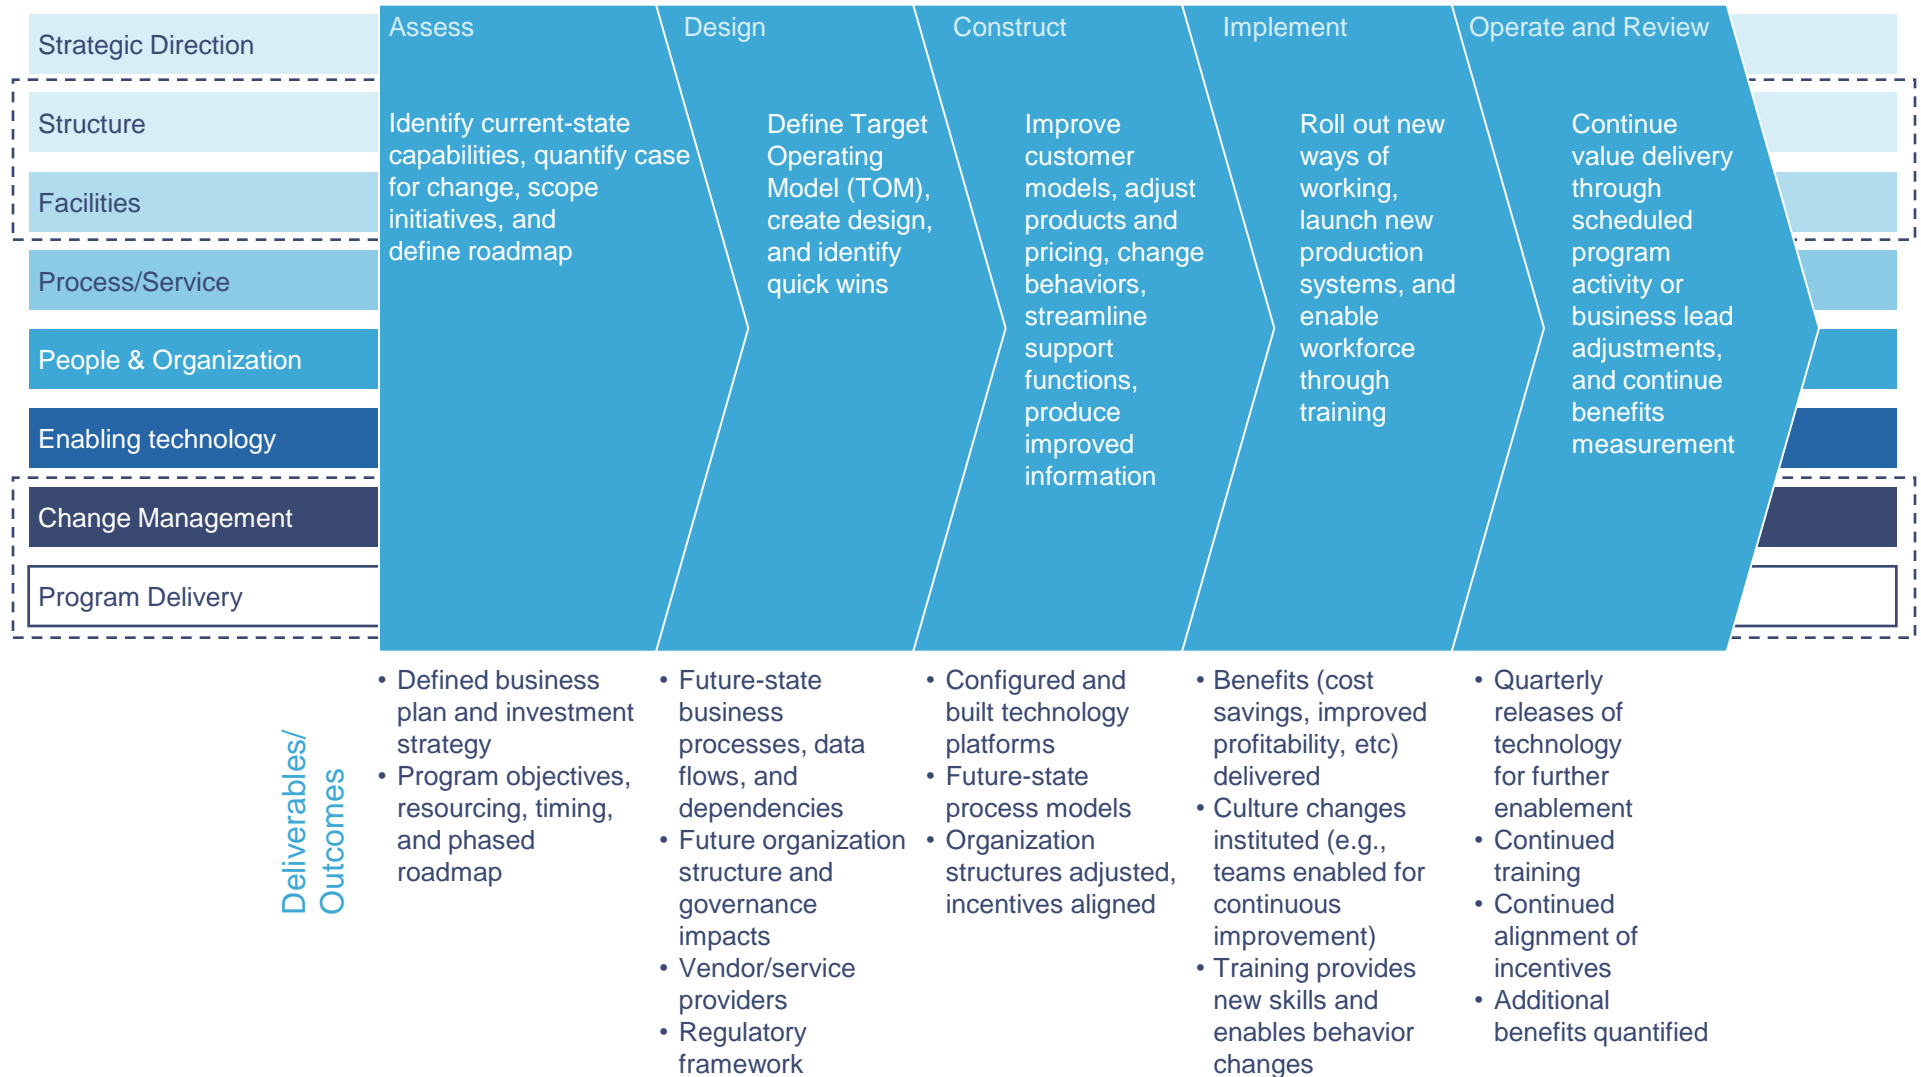 Strategic Direction
Structure
Facilities
Process/Service
People & Organization
Enabling technology
Change Management
Program Delivery
Assess
Identify current-state
capabilities, quantify case
for change, scope
initiatives, and
define roadmap
Design
Define Target
Operating
Model (TOM),
create design,
and identify
quick wins
Construct
Improve
customer
models, adjust
products and
pricing, change
behaviors,
streamline
support
functions,
produce
improved
information
Implement
Roll out new
ways of
working,
launch new
production
systems, and
enable
workforce
through
training
Operate and Review
Continue
value delivery
through
scheduled
program
activity or
business lead
adjustments,
and continue
benefits
measurement
Deliverables/
Outcomes
• Defined business
plan and investment
strategy
• Program objectives,
resourcing, timing,
and phased
roadmap
• Future-state
business
processes, data
flows, and
dependencies
• Future organization
structure and
governance
impacts
• Vendor/service
providers
• Regulatory
framework
• Configured and
built technology
platforms
• Future-state
process models
• Organization
structures adjusted,
incentives aligned
• Benefits (cost
savings, improved
profitability, etc)
delivered
• Culture changes
instituted (e.g.,
teams enabled for
continuous
improvement)
• Training provides
new skills and
enables behavior
changes
• Quarterly
releases of
technology
for further
enablement
• Continued
training
• Continued
alignment of
incentives
• Additional
benefits quantified